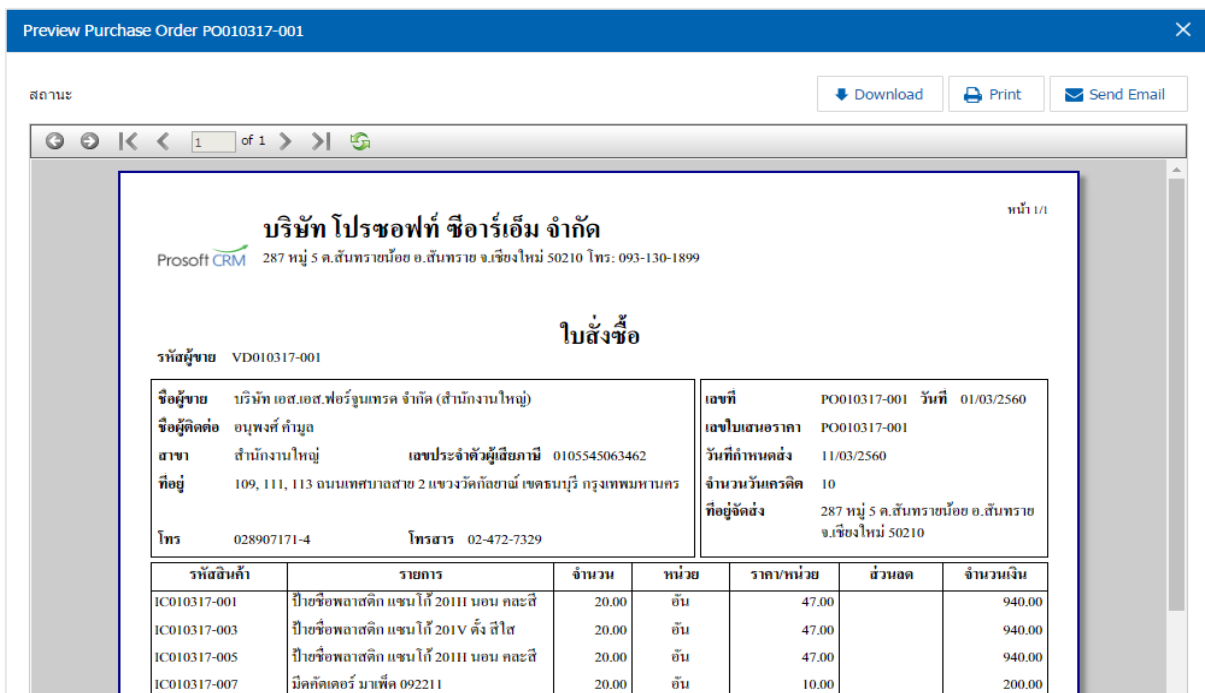 Preview Purchase Order PO010317-001
สถานะ
Download
Print
Send Email
1 of 1
หน้า 1/1
บริษัท โปรซอฟท์ ซีอาร์เอ็ม จำกัด
Prosoft CRM
287 หมู่ 5 ต.สันทรายน้อย อ.สันทราย จ.เชียงใหม่ 50210 โทร: 093-130-1899
ใบสั่งซื้อ
รหัสผู้ขาย VD010317-001
ชื่อผู้ขาย บริษัท เอส.เอส.ฟอร์จูนเทรด จำกัด (สำนักงานใหญ่)
ชื่อผู้ติดต่อ อนุพงศ์ คำมูล
สาขา สำนักงานใหญ่ เลขประจำตัวผู้เสียภาษี 0105545063462
ที่อยู่ 109, 111, 113 ถนนเทศบาลสาย 2 แขวงวัดกัลยาณ์ เขตธนบุรี กรุงเทพมหานคร
โทร 028907171-4 โทรสาร 02-472-7329
เลขที่ PO010317-001 วันที่ 01/03/2560
เลขใบเสนอราคา PO010317-001
วันที่กำหนดส่ง 11/03/2560
จำนวนวันเครดิต 10
ที่อยู่จัดส่ง 287 หมู่ 5 ต.สันทรายน้อย อ.สันทราย
จ.เชียงใหม่ 50210
รหัสสินค้า รายการ จำนวน หน่วย ราคา/หน่วย ส่วนลด จำนวนเงิน
IC010317-001 ป้ายชื่อพลาสติก แซนโก้ 201H นอน คละสี 20.00 อัน 47.00 940.00
IC010317-003 ป้ายชื่อพลาสติก แซนโก้ 201V ตั้ง สีใส 20.00 อัน 47.00 940.00
IC010317-005 ป้ายชื่อพลาสติก แซนโก้ 201H นอน คละสี 20.00 อัน 47.00 940.00
IC010317-007 มีดคัตเตอร์ มาเพ็ค 092211 20.00 อัน 10.00 200.00